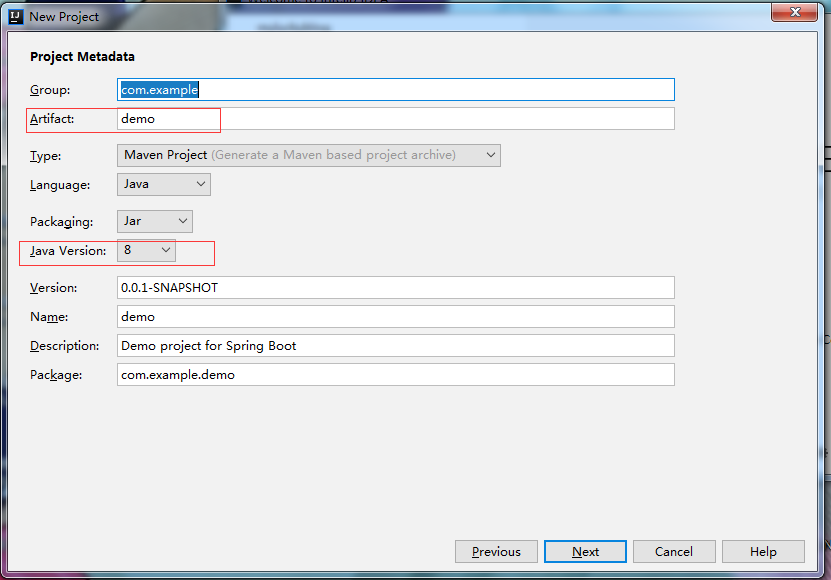 New Project
Project Metadata
Group: com.example
Artifact: demo
Type: Maven Project (Generate a Maven based project archive)
Language: Java
Packaging: Jar
Java Version: 8
Version: 0.0.1-SNAPSHOT
Name: demo
Description: Demo project for Spring Boot
Package: com.example.demo
Previous Next Cancel Help